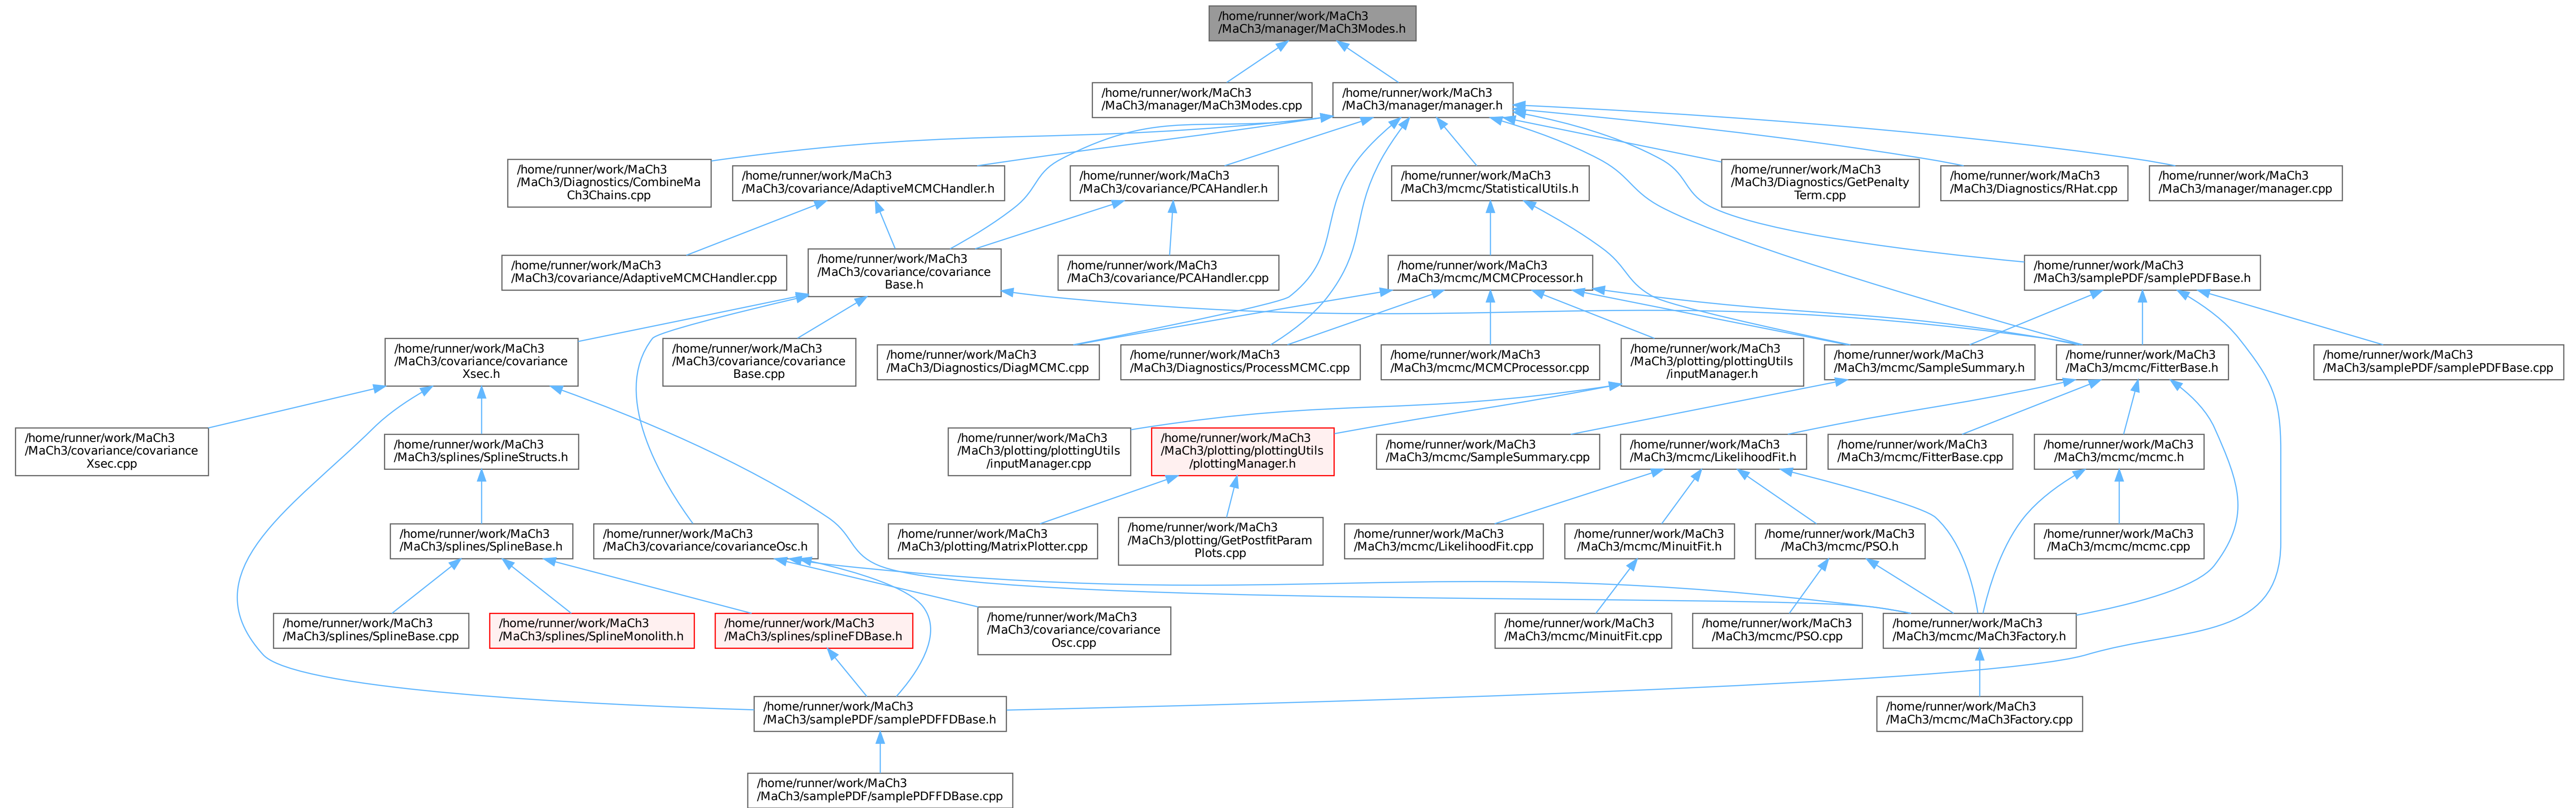 /home/runner/work/MaCh3
/MaCh3/manager/MaCh3Modes.h
/home/runner/work/MaCh3
/MaCh3/manager/MaCh3Modes.cpp
/home/runner/work/MaCh3
/MaCh3/manager/manager.h
/home/runner/work/MaCh3
/MaCh3/Diagnostics/CombineMa
Ch3Chains.cpp
/home/runner/work/MaCh3
/MaCh3/covariance/AdaptiveMCMCHandler.h
/home/runner/work/MaCh3
/MaCh3/covariance/PCAHandler.h
/home/runner/work/MaCh3
/MaCh3/mcmc/StatisticalUtils.h
/home/runner/work/MaCh3
/MaCh3/Diagnostics/GetPenalty
Term.cpp
/home/runner/work/MaCh3
/MaCh3/Diagnostics/RHat.cpp
/home/runner/work/MaCh3
/MaCh3/manager/manager.cpp
/home/runner/work/MaCh3
/MaCh3/covariance/AdaptiveMCMCHandler.cpp
/home/runner/work/MaCh3
/MaCh3/covariance/covariance
Base.h
/home/runner/work/MaCh3
/MaCh3/covariance/PCAHandler.cpp
/home/runner/work/MaCh3
/MaCh3/mcmc/MCMCProcessor.h
/home/runner/work/MaCh3
/MaCh3/samplePDF/samplePDFBase.h
/home/runner/work/MaCh3
/MaCh3/covariance/covariance
Xsec.h
/home/runner/work/MaCh3
/MaCh3/covariance/covariance
Base.cpp
/home/runner/work/MaCh3
/MaCh3/Diagnostics/DiagMCMC.cpp
/home/runner/work/MaCh3
/MaCh3/Diagnostics/ProcessMCMC.cpp
/home/runner/work/MaCh3
/MaCh3/mcmc/MCMCProcessor.cpp
/home/runner/work/MaCh3
/MaCh3/plotting/plottingUtils
/inputManager.h
/home/runner/work/MaCh3
/MaCh3/mcmc/SampleSummary.h
/home/runner/work/MaCh3
/MaCh3/mcmc/FitterBase.h
/home/runner/work/MaCh3
/MaCh3/samplePDF/samplePDFBase.cpp
/home/runner/work/MaCh3
/MaCh3/covariance/covariance
Xsec.cpp
/home/runner/work/MaCh3
/MaCh3/splines/SplineStructs.h
/home/runner/work/MaCh3
/MaCh3/plotting/plottingUtils
/inputManager.cpp
/home/runner/work/MaCh3
/MaCh3/plotting/plottingUtils
/plottingManager.h
/home/runner/work/MaCh3
/MaCh3/mcmc/SampleSummary.cpp
/home/runner/work/MaCh3
/MaCh3/mcmc/LikelihoodFit.h
/home/runner/work/MaCh3
/MaCh3/mcmc/FitterBase.cpp
/home/runner/work/MaCh3
/MaCh3/mcmc/mcmc.h
/home/runner/work/MaCh3
/MaCh3/splines/SplineBase.h
/home/runner/work/MaCh3
/MaCh3/covariance/covarianceOsc.h
/home/runner/work/MaCh3
/MaCh3/plotting/MatrixPlotter.cpp
/home/runner/work/MaCh3
/MaCh3/plotting/GetPostfitParam
Plots.cpp
/home/runner/work/MaCh3
/MaCh3/mcmc/LikelihoodFit.cpp
/home/runner/work/MaCh3
/MaCh3/mcmc/MinuitFit.h
/home/runner/work/MaCh3
/MaCh3/mcmc/PSO.h
/home/runner/work/MaCh3
/MaCh3/mcmc/mcmc.cpp
/home/runner/work/MaCh3
/MaCh3/splines/SplineBase.cpp
/home/runner/work/MaCh3
/MaCh3/splines/SplineMonolith.h
/home/runner/work/MaCh3
/MaCh3/splines/splineFDBase.h
/home/runner/work/MaCh3
/MaCh3/covariance/covariance
Osc.cpp
/home/runner/work/MaCh3
/MaCh3/mcmc/MinuitFit.cpp
/home/runner/work/MaCh3
/MaCh3/mcmc/PSO.cpp
/home/runner/work/MaCh3
/MaCh3/mcmc/MaCh3Factory.h
/home/runner/work/MaCh3
/MaCh3/samplePDF/samplePDFFDBase.h
/home/runner/work/MaCh3
/MaCh3/mcmc/MaCh3Factory.cpp
/home/runner/work/MaCh3
/MaCh3/samplePDF/samplePDFFDBase.cpp